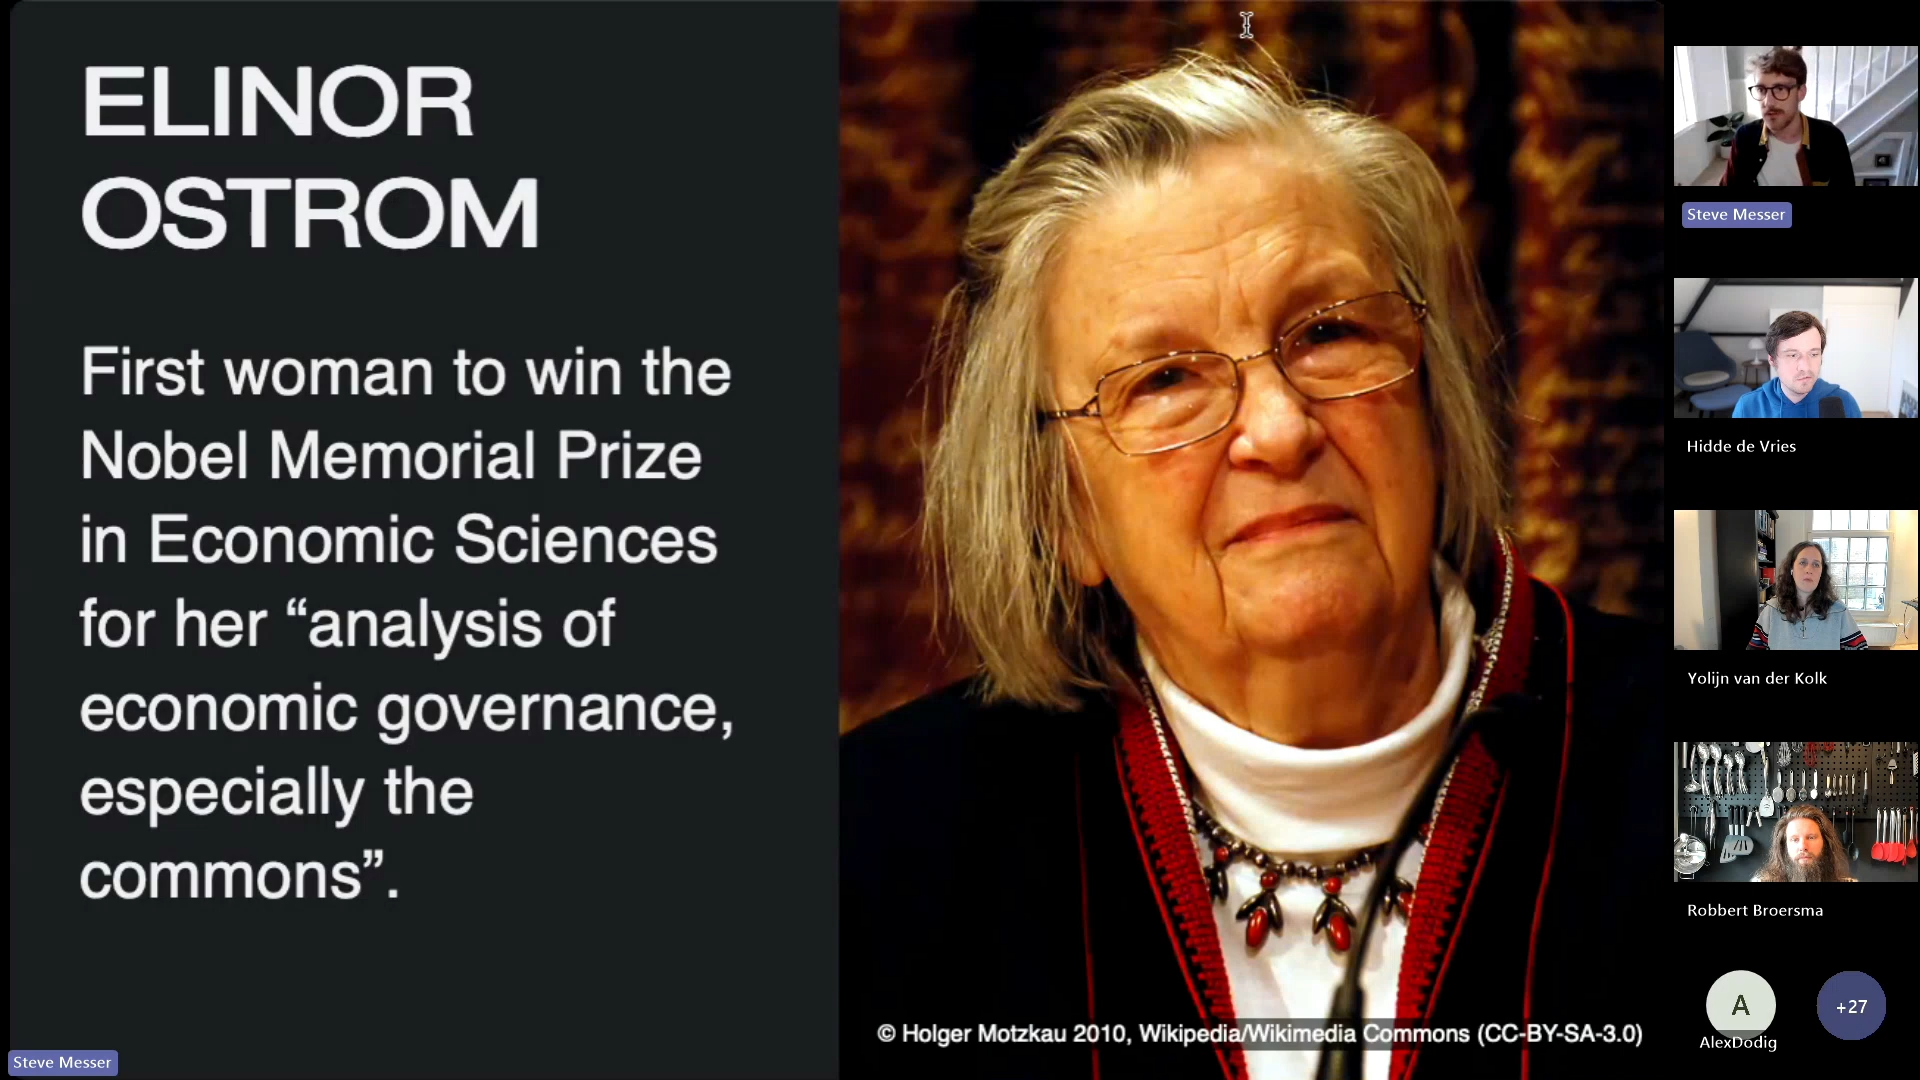 ELINOR
OSTROM
First woman to win the
Nobel Memorial Prize
in Economic Sciences
for her “analysis of
economic governance,
especially the
commons”.
© Holger Motzkau 2010, Wikipedia/Wikimedia Commons (CC-BY-SA-3.0)
Steve Messer
Steve Messer
Hidde de Vries
Yolijn van der Kolk
Robbert Broersma
A
AlexDodig
+27